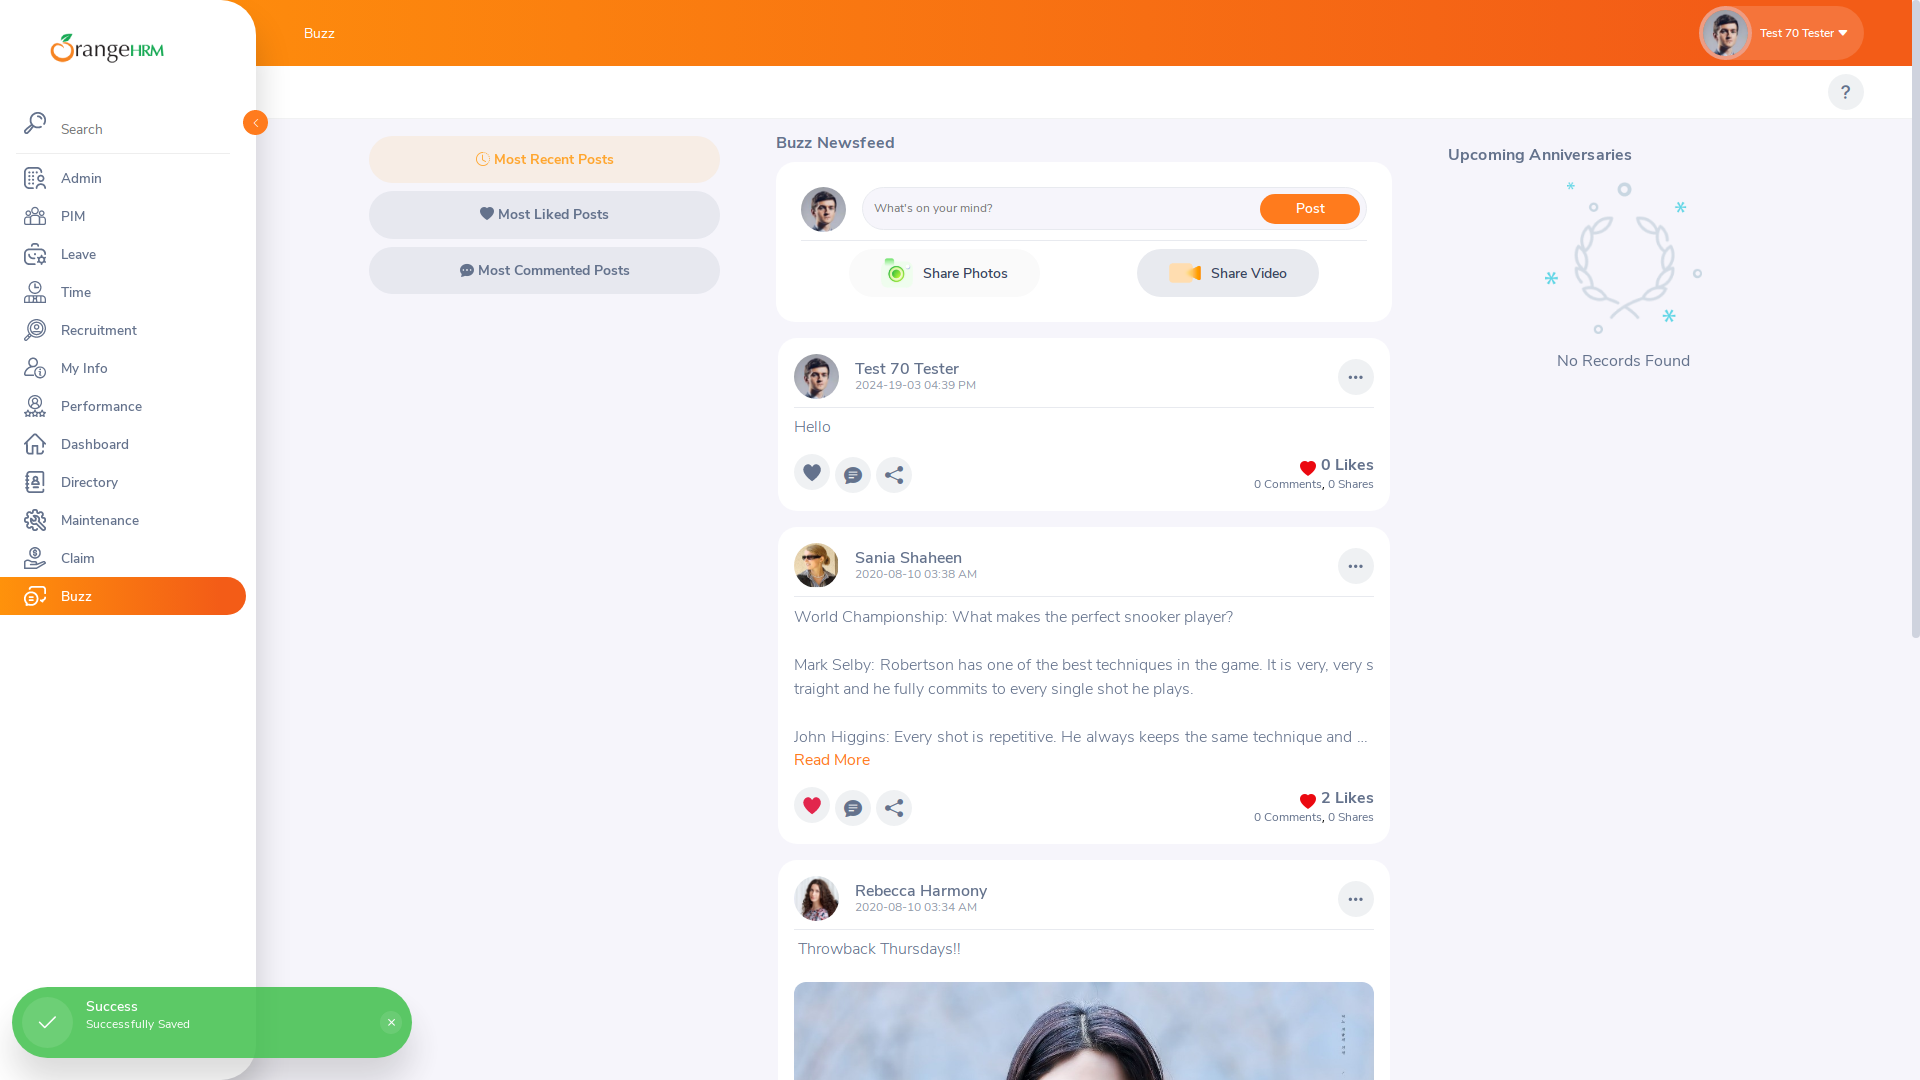 OrangeHRM
Search
Admin
PIM
Leave
Time
Recruitment
My Info
Performance
Dashboard
Directory
Maintenance
Claim
Buzz
Buzz
Test 70 Tester
?
Most Recent Posts
Most Liked Posts
Most Commented Posts
Buzz Newsfeed
What's on your mind?
Post
Share Photos
Share Video
Test 70 Tester
2024-19-03 04:39 PM
Hello
0 Likes
0 Comments, 0 Shares
Sania Shaheen
2020-08-10 03:38 AM
World Championship: What makes the perfect snooker player?
Mark Selby: Robertson has one of the best techniques in the game. It is very, very s
traight and he fully commits to every single shot he plays.
John Higgins: Every shot is repetitive. He always keeps the same technique and ...
Read More
2 Likes
0 Comments, 0 Shares
Rebecca Harmony
2020-08-10 03:34 AM
Throwback Thursdays!!
Upcoming Anniversaries
No Records Found
Success
Successfully Saved